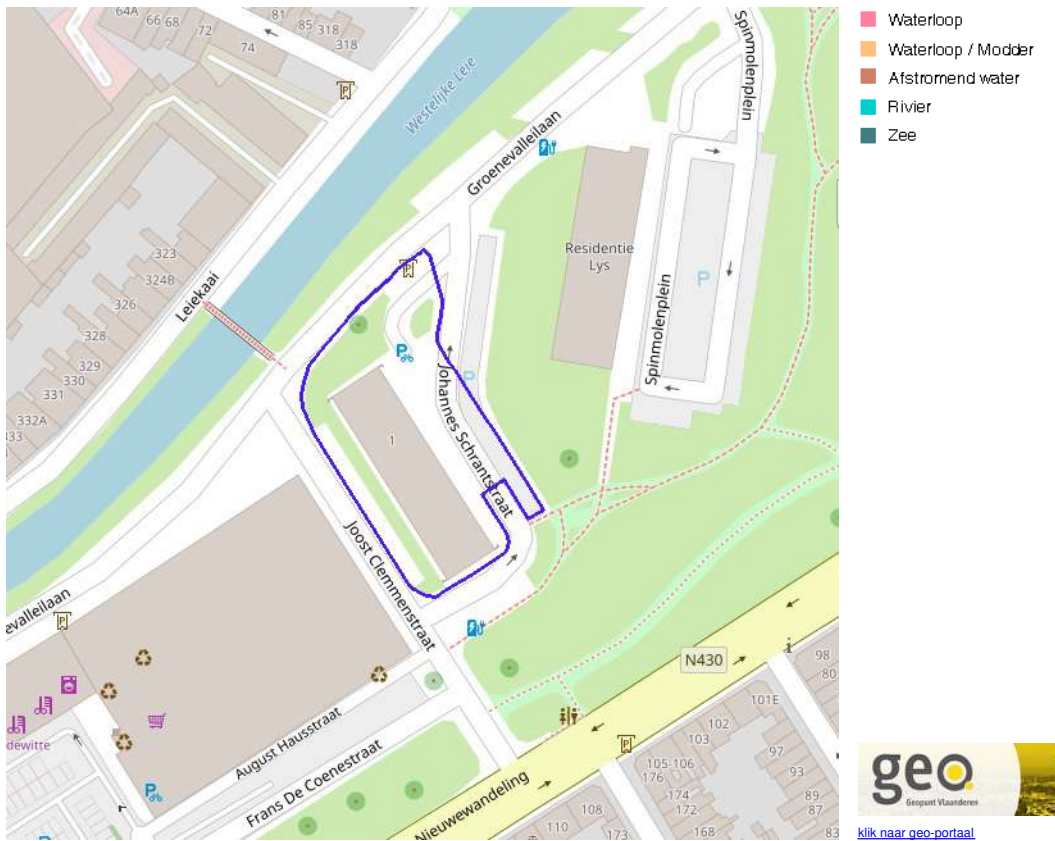 64A
66
68
72
74
81
85
318
318
Westelijke Leie
Spinmolenplein
Groenevalleilaan
Residentie
Lys
P
Spinmolenplein
323
324B
326
328
329
330
331
332A
333
Leiekaai
P
P
Johannes Schrantstraat
1
Joost Clemmenstraat
evalleilaan
dewitte
August Hausstraat
Frans De Coenestraat
Nieuwewandeling
N430
i
98
80
101E
102
103
97
93
105-106
176
174
172
168
89
87
83
108
110
173
P
P
Waterloop
Waterloop / Modder
Afstromend water
Rivier
Zee
geo
Geopunt Vlaanderen
klik naar geo-portaal